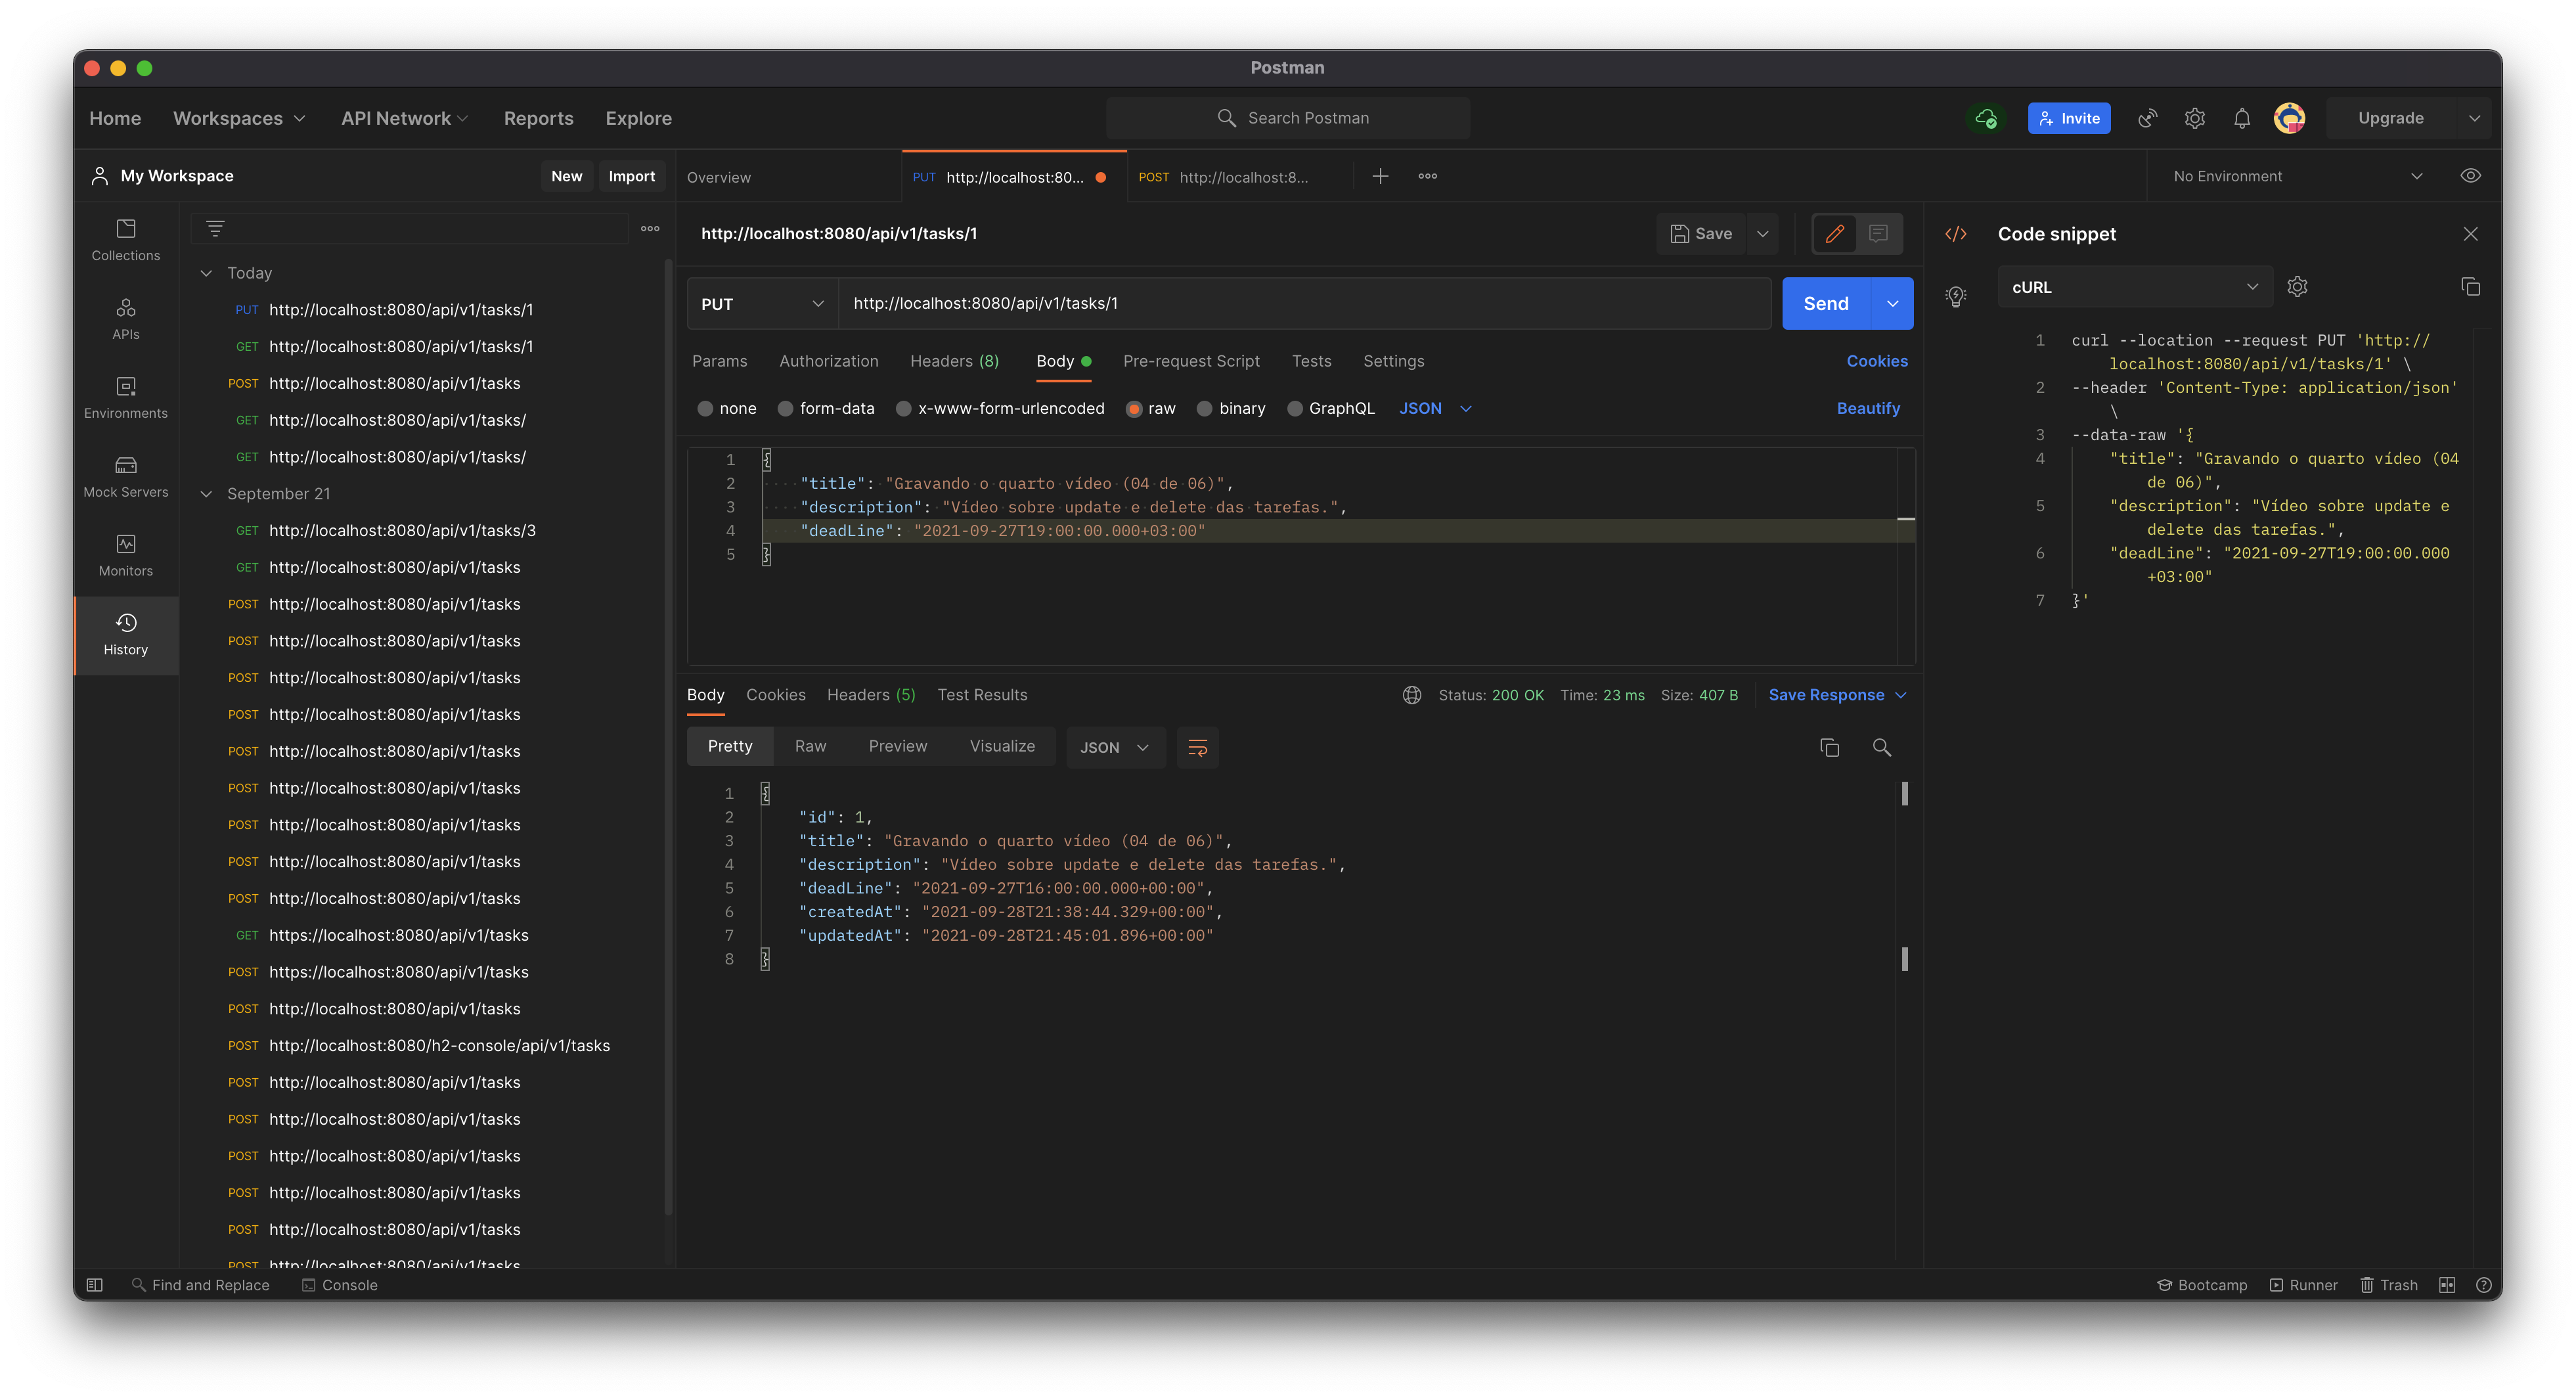 Postman
Home Workspaces API Network Reports Explore Search Postman Invite Upgrade
My Workspace New Import
Overview PUT http://localhost:80... POST http://localhost:8... ooo No Environment
Collections
APIs
Environments
Mock Servers
Monitors
History
Today
PUT http://localhost:8080/api/v1/tasks/1
GET http://localhost:8080/api/v1/tasks/1
POST http://localhost:8080/api/v1/tasks
GET http://localhost:8080/api/v1/tasks/
GET http://localhost:8080/api/v1/tasks/
September 21
GET http://localhost:8080/api/v1/tasks/3
GET http://localhost:8080/api/v1/tasks
POST http://localhost:8080/api/v1/tasks
POST http://localhost:8080/api/v1/tasks
POST http://localhost:8080/api/v1/tasks
POST http://localhost:8080/api/v1/tasks
POST http://localhost:8080/api/v1/tasks
POST http://localhost:8080/api/v1/tasks
POST http://localhost:8080/api/v1/tasks
POST http://localhost:8080/api/v1/tasks
POST http://localhost:8080/api/v1/tasks
GET https://localhost:8080/api/v1/tasks
POST https://localhost:8080/api/v1/tasks
POST http://localhost:8080/api/v1/tasks
POST http://localhost:8080/h2-console/api/v1/tasks
POST http://localhost:8080/api/v1/tasks
POST http://localhost:8080/api/v1/tasks
POST http://localhost:8080/api/v1/tasks
POST http://localhost:8080/api/v1/tasks
POST http://localhost:8080/api/v1/tasks
POST http://localhost:8080/api/v1/tasks
http://localhost:8080/api/v1/tasks/1 Save
PUT http://localhost:8080/api/v1/tasks/1 Send
Params Authorization Headers (8) Body Pre-request Script Tests Settings Cookies
none form-data x-www-form-urlencoded raw binary GraphQL JSON Beautify
1 {
2 "title": "Gravando o quarto vídeo (04 de 06)",
3 "description": "Vídeo sobre update e delete das tarefas.",
4 "deadLine": "2021-09-27T19:00:00.000+03:00"
5 }
Body Cookies Headers (5) Test Results Status: 200 OK Time: 23 ms Size: 407 B Save Response
Pretty Raw Preview Visualize JSON
1 {
2 "id": 1,
3 "title": "Gravando o quarto vídeo (04 de 06)",
4 "description": "Vídeo sobre update e delete das tarefas.",
5 "deadLine": "2021-09-27T16:00:00.000+00:00",
6 "createdAt": "2021-09-28T21:38:44.329+00:00",
7 "updatedAt": "2021-09-28T21:45:01.896+00:00"
8 }
</> Code snippet
cURL
1 curl --location --request PUT 'http://
localhost:8080/api/v1/tasks/1' \
2 --header 'Content-Type: application/json'
\
3 --data-raw '{
4 "title": "Gravando o quarto vídeo (04
de 06)",
5 "description": "Vídeo sobre update e
delete das tarefas.",
6 "deadLine": "2021-09-27T19:00:00.000
+03:00"
7 }'
Find and Replace Console Bootcamp Runner Trash